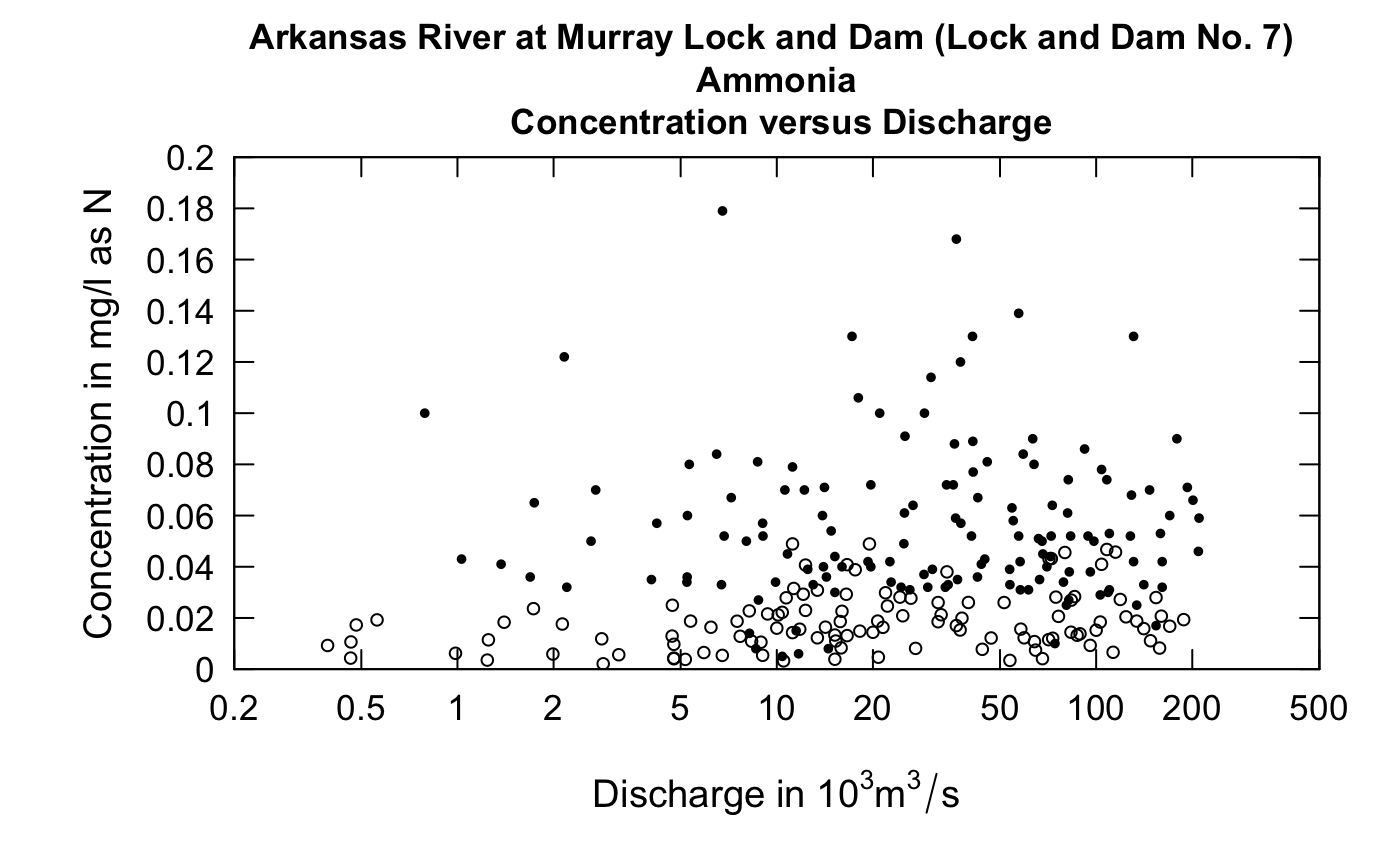 Arkansas River at Murray Lock and Dam (Lock and Dam No. 7)
Ammonia
Concentration versus Discharge
Concentration in mg/l as N
0.2
0.18
0.16
0.14
0.12
0.1
0.08
0.06
0.04
0.02
0
0.2 0.5 1 2 5 10 20 50 100 200 500
Discharge in 10³m³/s